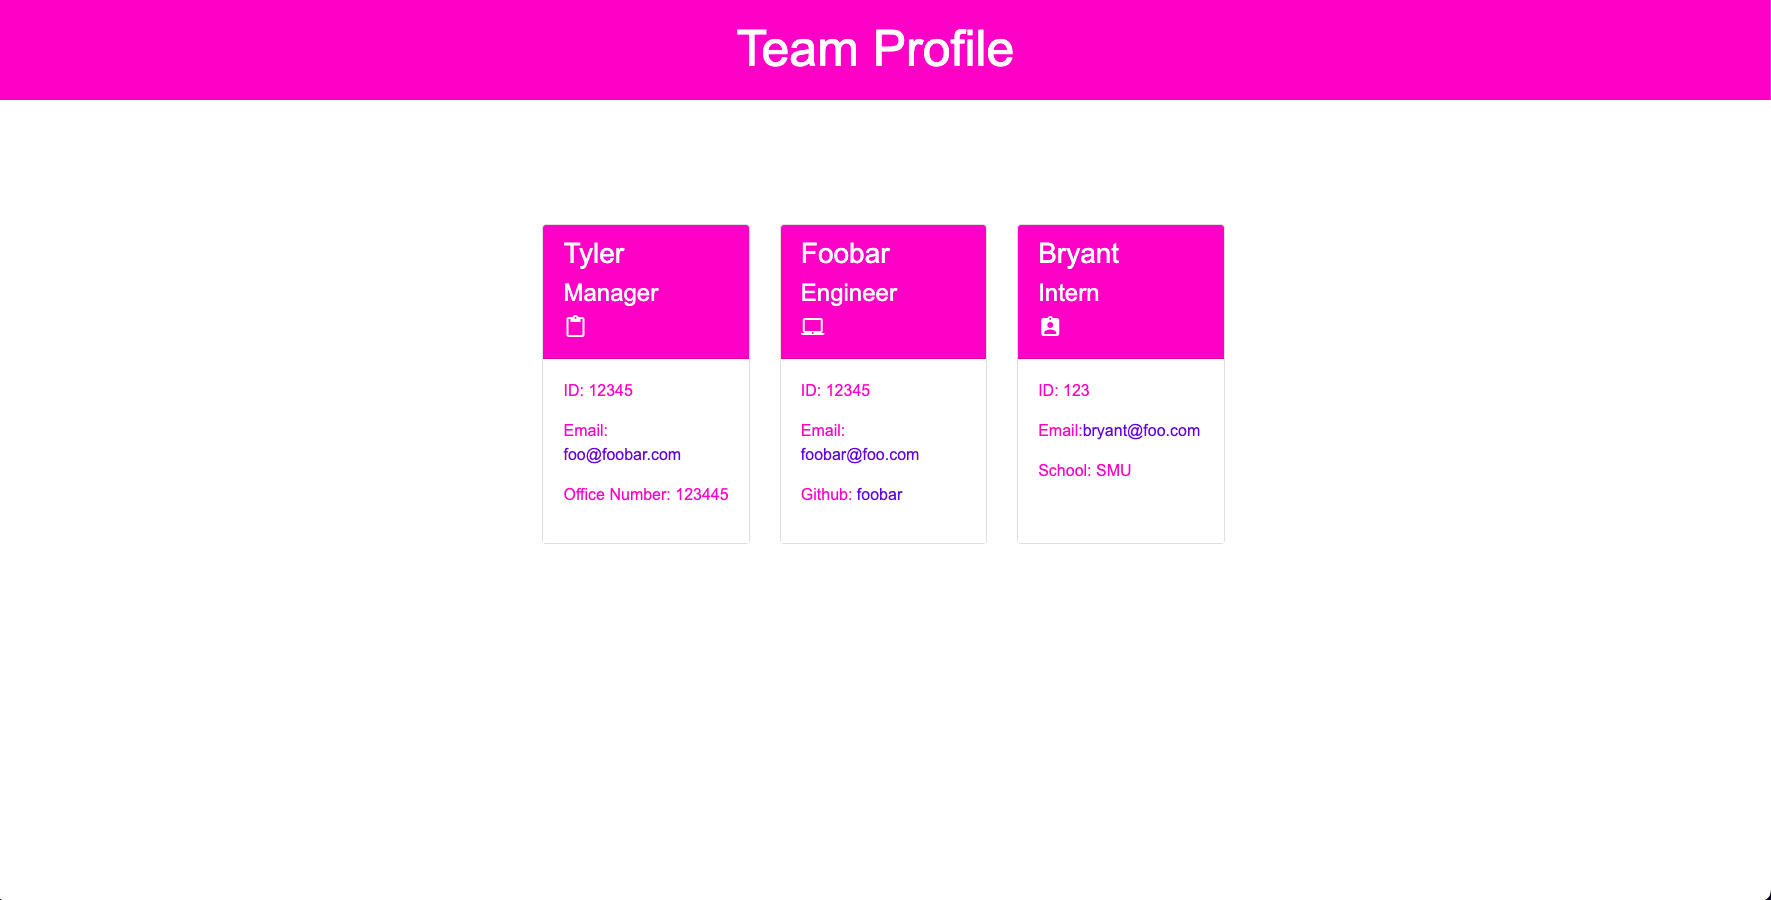 Team Profile
Tyler
Manager
ID: 12345
Email:
foo@foobar.com
Office Number: 123445
Foobar
Engineer
ID: 12345
Email:
foobar@foo.com
Github: foobar
Bryant
Intern
ID: 123
Email:bryant@foo.com
School: SMU